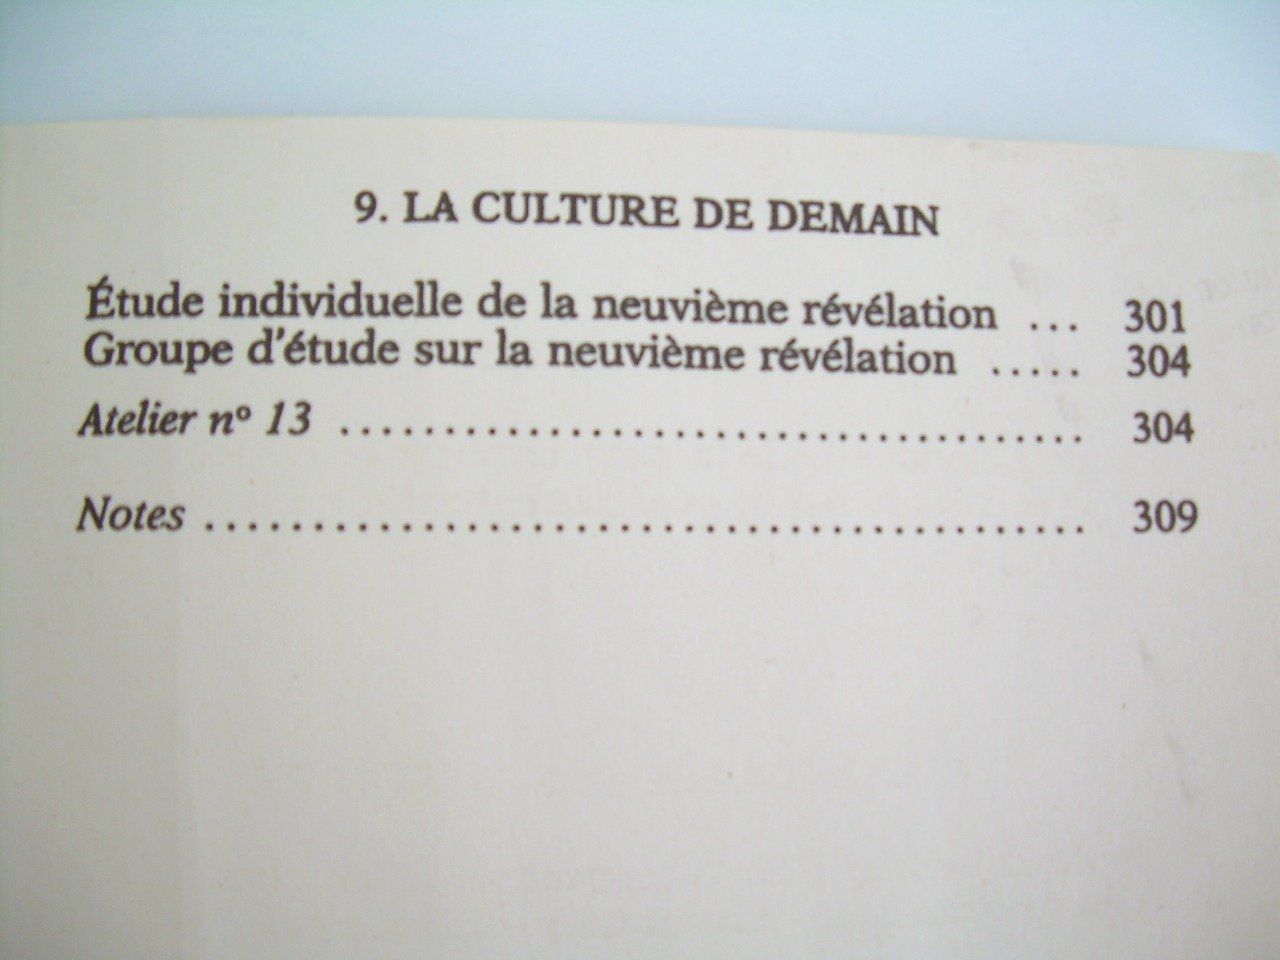 9. LA CULTURE DE DEMAIN
Étude individuelle de la neuvième révélation ... 301
Groupe d'étude sur la neuvième révélation ..... 304
Atelier nº 13 .................................... 304
Notes ......................................... 309